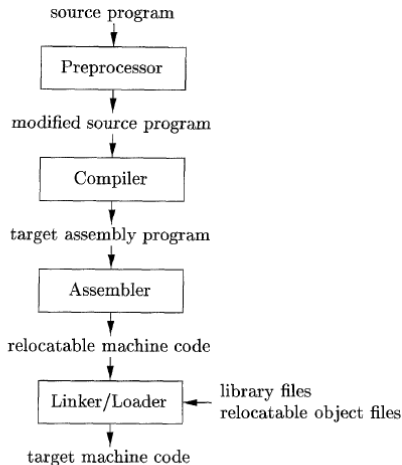 source program
Preprocessor
modified source program
Compiler
target assembly program
Assembler
relocatable machine code
Linker/Loader
library files
relocatable object files
target machine code